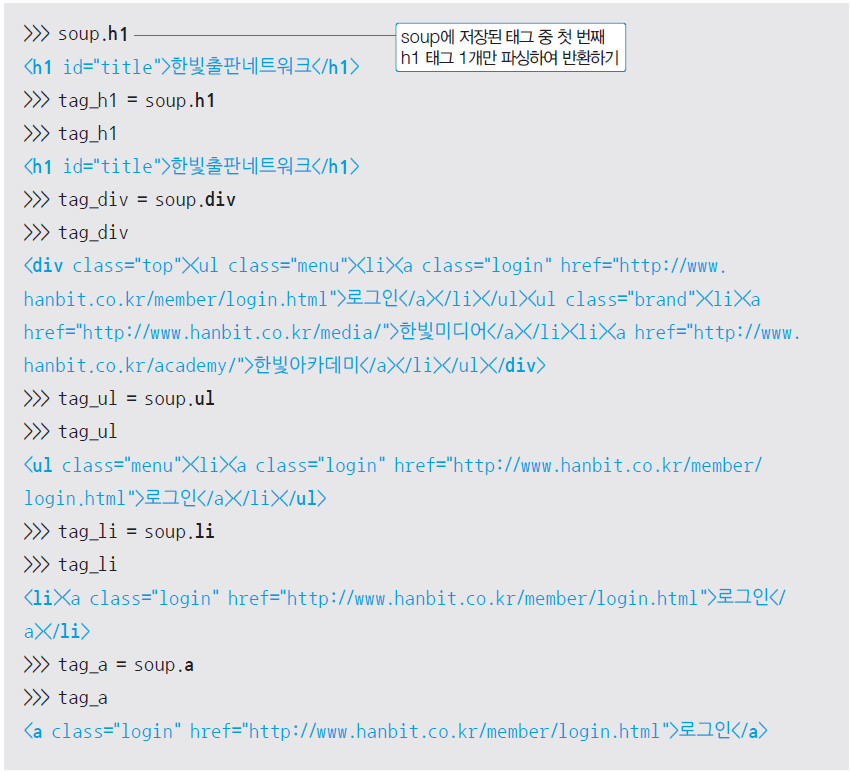 >>> soup.h1
soup에 저장된 태그 중 첫 번째
h1 태그 1개만 파싱하여 반환하기
<h1 id="title">한빛출판네트워크</h1>
>>> tag_h1 = soup.h1
>>> tag_h1
<h1 id="title">한빛출판네트워크</h1>
>>> tag_div = soup.div
>>> tag_div
<div class="top"><ul class="menu"><li><a class="login" href="http://www.
hanbit.co.kr/member/login.html">로그인</a></li></ul><ul class="brand"><li><a
href="http://www.hanbit.co.kr/media/">한빛미디어</a></li><li><a href="http://www.
hanbit.co.kr/academy/">한빛아카데미</a></li></ul></div>
>>> tag_ul = soup.ul
>>> tag_ul
<ul class="menu"><li><a class="login" href="http://www.hanbit.co.kr/member/
login.html">로그인</a></li></ul>
>>> tag_li = soup.li
>>> tag_li
<li><a class="login" href="http://www.hanbit.co.kr/member/login.html">로그인</
a></li>
>>> tag_a = soup.a
>>> tag_a
<a class="login" href="http://www.hanbit.co.kr/member/login.html">로그인</a>